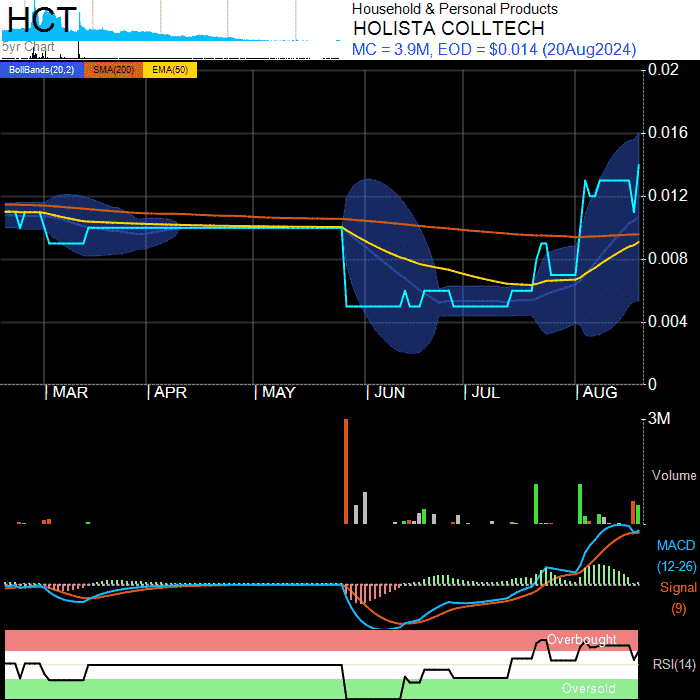 HCT
5yr Chart
Household & Personal Products
HOLISTA COLLTECH
MC = 3.9M, EOD = $0.014 (20Aug2024)
BollBands(20,2) SMA(200) EMA(50)
0.02
0.016
0.012
0.008
0.004
0
MAR APR MAY JUN JUL AUG
3M
Volume
MACD
(12-26)
Signal
(9)
Overbought
RSI(14)
Oversold